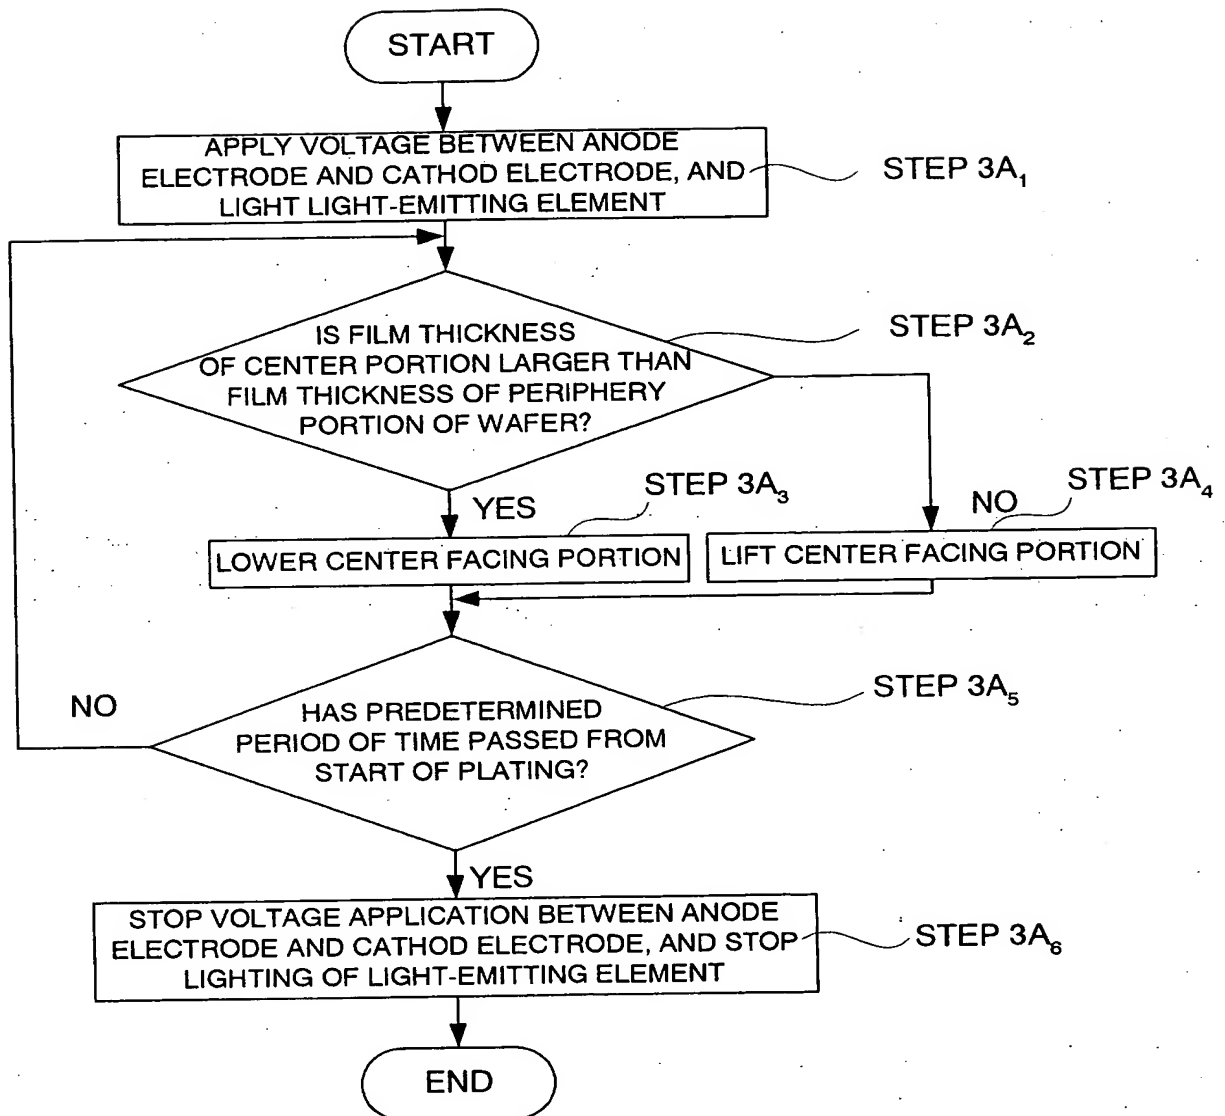 START
APPLY VOLTAGE BETWEEN ANODE
ELECTRODE AND CATHOD ELECTRODE, AND
LIGHT LIGHT-EMITTING ELEMENT
STEP 3A₁
IS FILM THICKNESS
OF CENTER PORTION LARGER THAN
FILM THICKNESS OF PERIPHERY
PORTION OF WAFER?
STEP 3A₂
YES
STEP 3A₃
NO
STEP 3A₄
LOWER CENTER FACING PORTION
LIFT CENTER FACING PORTION
NO
HAS PREDETERMINED
PERIOD OF TIME PASSED FROM
START OF PLATING?
STEP 3A₅
YES
STOP VOLTAGE APPLICATION BETWEEN ANODE
ELECTRODE AND CATHOD ELECTRODE, AND STOP
LIGHTING OF LIGHT-EMITTING ELEMENT
STEP 3A₆
END